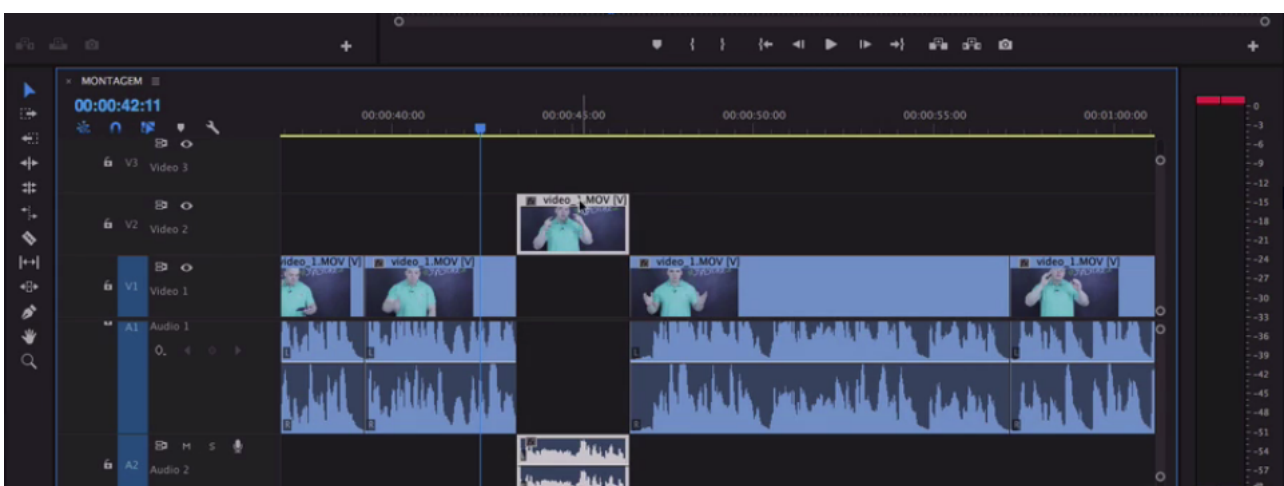 MONTAGEM
00:00:42:11
00:00:40:00 00:00:45:00 00:00:50:00 00:00:55:00 00:01:00:00
V3 Video 3
V2 Video 2
video_1.MOV [V]
V1 Video 1
video_1.MOV [V] video_1.MOV [V] video_1.MOV [V] video_1.MOV [V]
A1 Audio 1
0.
L L L
R R R R
M S
A2 Audio 2
0
-3
-6
-9
-12
-15
-18
-21
-24
-27
-30
-33
-36
-39
-42
-45
-48
-51
-54
-57